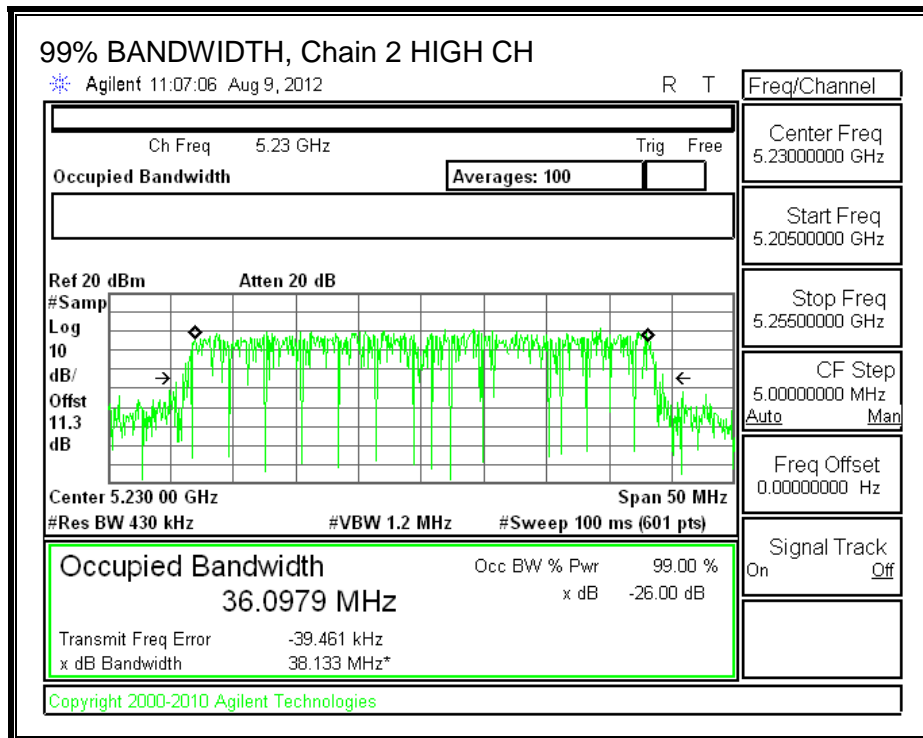 99% BANDWIDTH, Chain 2 HIGH CH
Agilent 11:07:06 Aug 9, 2012 R T
Ch Freq 5.23 GHz Trig Free
Occupied Bandwidth Averages: 100
Ref 20 dBm Atten 20 dB
#Samp
Log
10
dB/
Offst
11.3
dB
Center 5.230 00 GHz Span 50 MHz
#Res BW 430 kHz #VBW 1.2 MHz #Sweep 100 ms (601 pts)
Occupied Bandwidth Occ BW % Pwr 99.00 %
36.0979 MHz x dB -26.00 dB
Transmit Freq Error -39.461 kHz
x dB Bandwidth 38.133 MHz*
Copyright 2000-2010 Agilent Technologies
Freq/Channel
Center Freq
5.23000000 GHz
Start Freq
5.20500000 GHz
Stop Freq
5.25500000 GHz
CF Step
5.00000000 MHz
Auto Man
Freq Offset
0.00000000 Hz
Signal Track
On Off